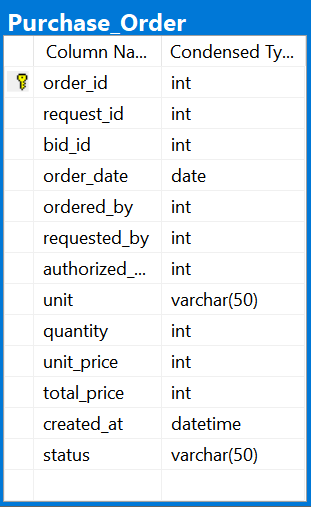 Purchase_Order
Column Na... Condensed Ty...
order_id int
request_id int
bid_id int
order_date date
ordered_by int
requested_by int
authorized_... int
unit varchar(50)
quantity int
unit_price int
total_price int
created_at datetime
status varchar(50)